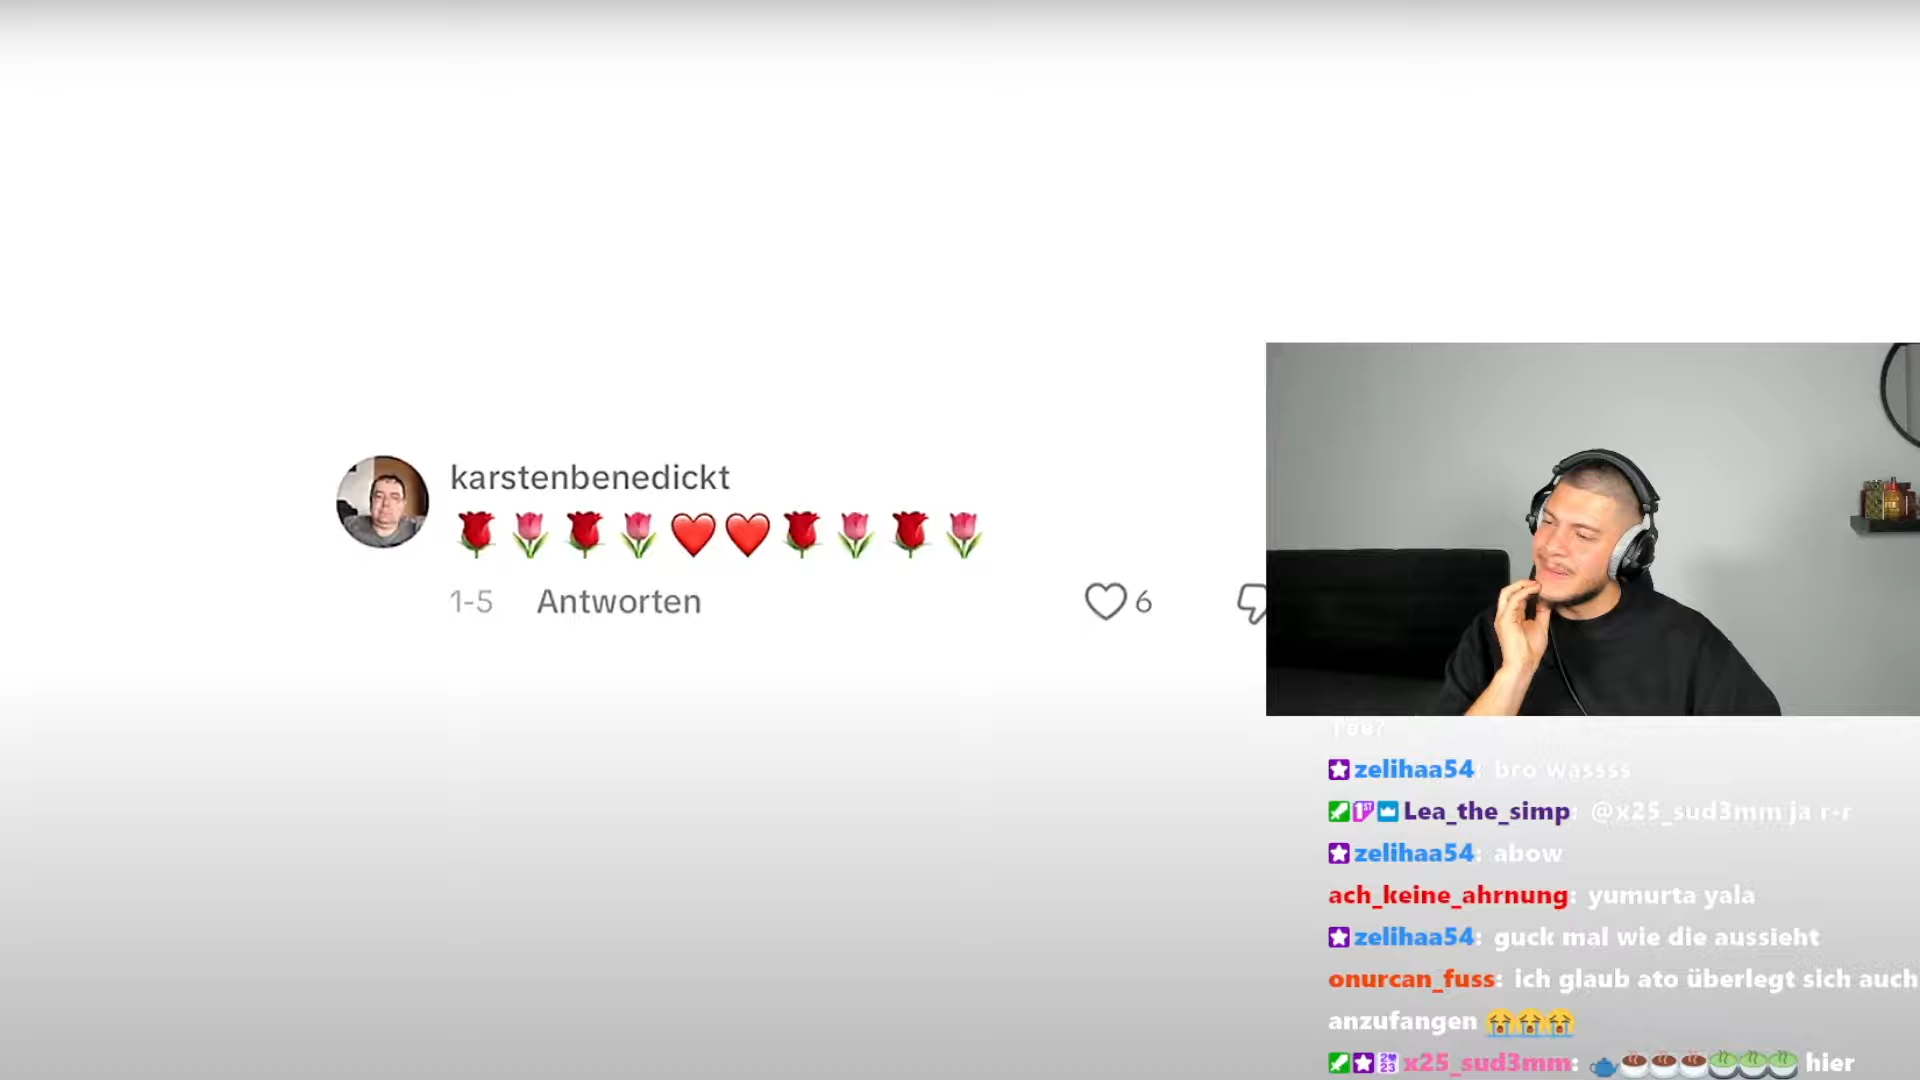 karstenbenedickt
🌹🌷🌹🌷❤️❤️🌹🌷🌹🌷
1-5 Antworten 6
zelihaa54: bro wassss
Lea_the_simp: @x25_sud3mm ja r-r
zelihaa54: abow
ach_keine_ahrnung: yumurta yala
zelihaa54: guck mal wie die aussieht
onurcan_fuss: ich glaub ato überlegt sich auch
anzufangen 😭😭😭
x25_sud3mm: 🫖☕☕☕🍵🍵🍵 hier